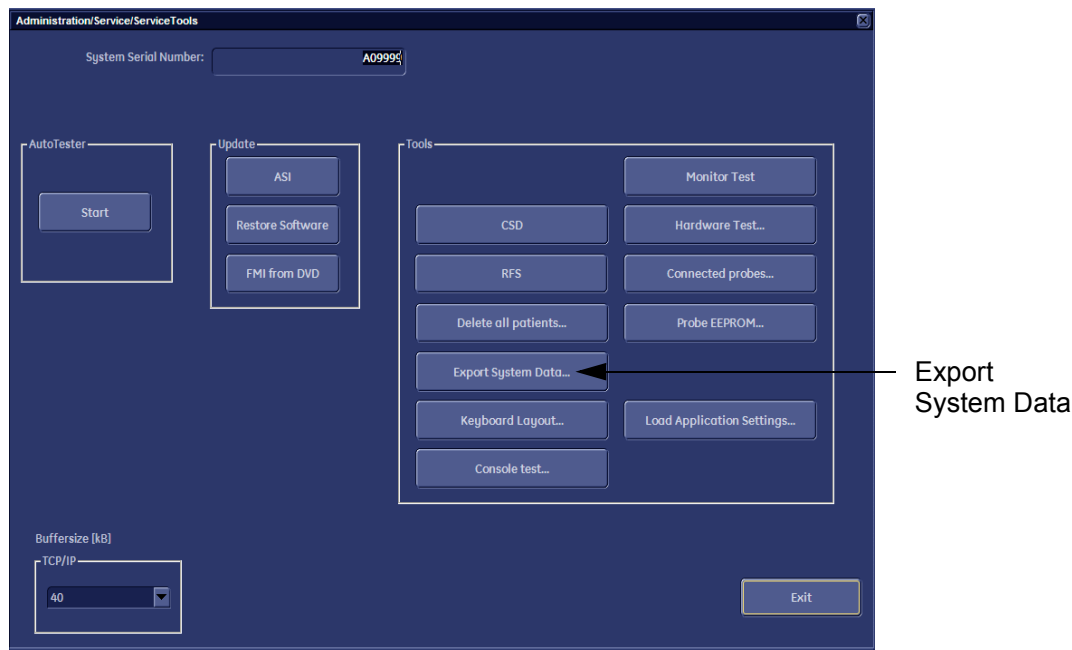 Administration/Service/ServiceTools
System Serial Number:
A09999
AutoTester
Start
Update
ASI
Restore Software
FMI from DVD
Tools
Monitor Test
CSD
Hardware Test...
RFS
Connected probes...
Delete all patients...
Probe EEPROM...
Export System Data...
Keyboard Layout...
Load Application Settings...
Console test...
Export
System Data
Buffersize [kB]
TCP/IP
40
Exit